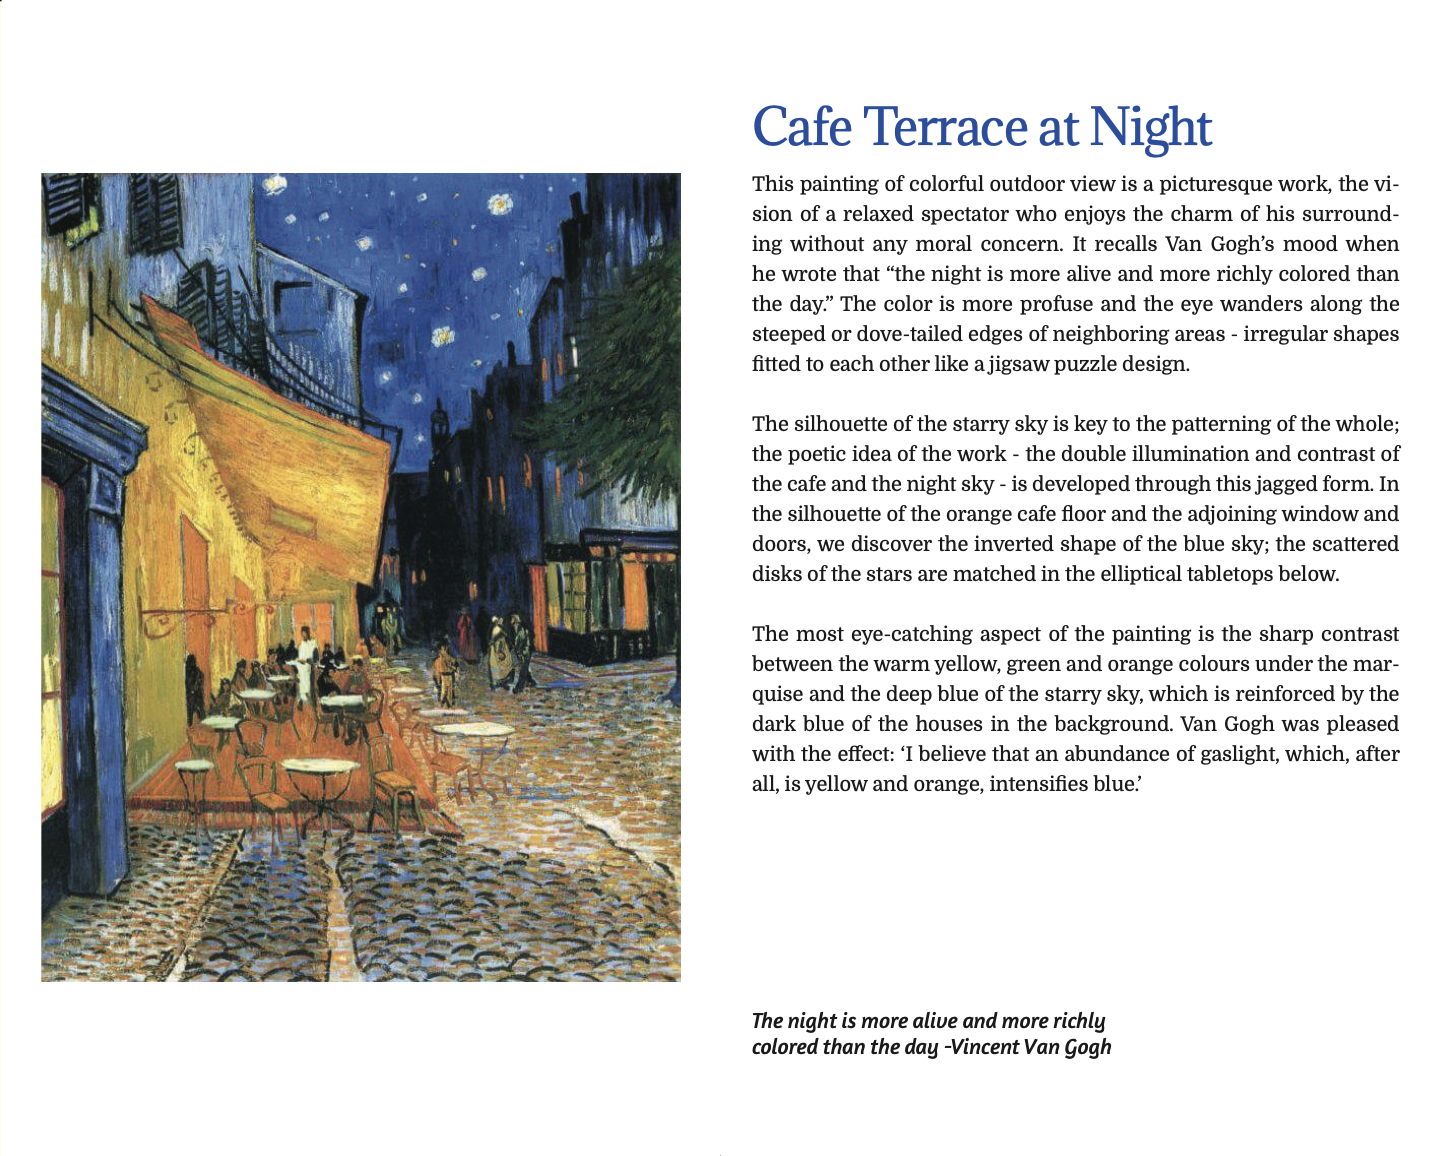 Cafe Terrace at Night
This painting of colorful outdoor view is a picturesque work, the vi-
sion of a relaxed spectator who enjoys the charm of his surround-
ing without any moral concern. It recalls Van Gogh’s mood when
he wrote that “the night is more alive and more richly colored than
the day.” The color is more profuse and the eye wanders along the
steeped or dove-tailed edges of neighboring areas - irregular shapes
fitted to each other like a jigsaw puzzle design.
The silhouette of the starry sky is key to the patterning of the whole;
the poetic idea of the work - the double illumination and contrast of
the cafe and the night sky - is developed through this jagged form. In
the silhouette of the orange cafe floor and the adjoining window and
doors, we discover the inverted shape of the blue sky; the scattered
disks of the stars are matched in the elliptical tabletops below.
The most eye-catching aspect of the painting is the sharp contrast
between the warm yellow, green and orange colours under the mar-
quise and the deep blue of the starry sky, which is reinforced by the
dark blue of the houses in the background. Van Gogh was pleased
with the effect: ‘I believe that an abundance of gaslight, which, after
all, is yellow and orange, intensifies blue.’
The night is more alive and more richly
colored than the day -Vincent Van Gogh